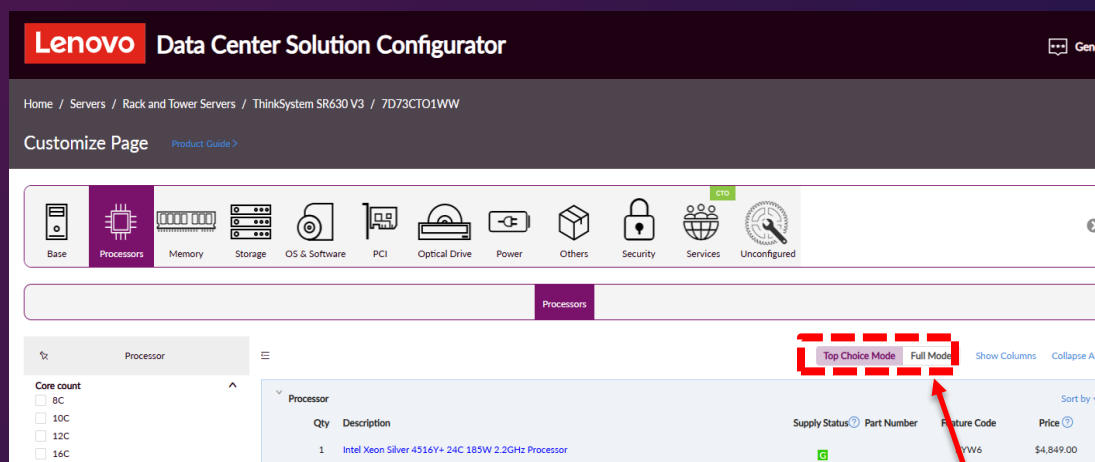 Lenovo Data Center Solution Configurator
Home / Servers / Rack and Tower Servers / ThinkSystem SR630 V3 / 7D73CTO1WW
Customize Page Product Guide >
CTO
Base Processors Memory Storage OS & Software PCI Optical Drive Power Others Security Services Unconfigured
Processors
Processor
Top Choice Mode Full Mode Show Columns Collapse
Core count
8C
10C
12C
16C
Processor Sort by
Qty Description Supply Status Part Number Feature Code Price
1 Intel Xeon Silver 4516Y+ 24C 185W 2.2GHz Processor G $4,849.00